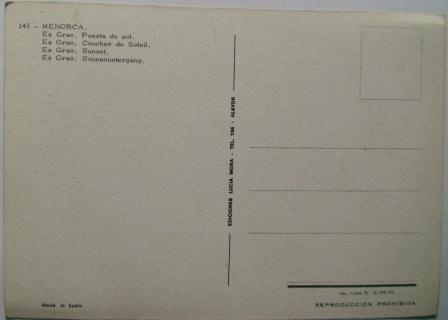 145 - MENORCA.
Es Grao. Puesta de sol.
Es Grao. Coucher du Soleil.
Es Grao. Sunset.
Es Grao. Sonnenuntergang.
EDICIONES LUCIA MORA - TEL. 104 - ALAYOR
Made in Spain
REPRODUCCION PROHIBIDA